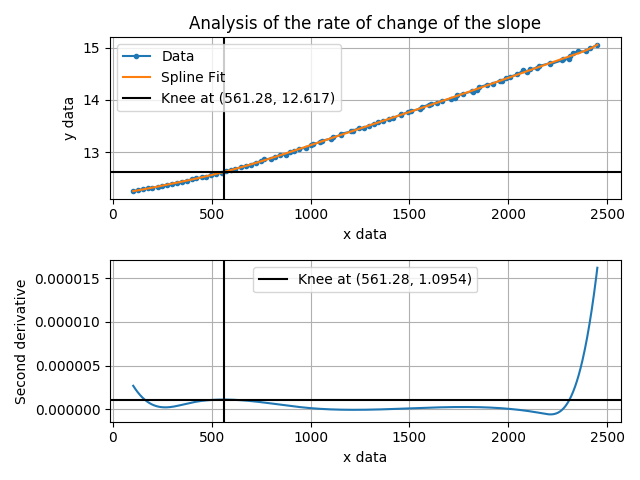 Analysis of the rate of change of the slope
Data
Spline Fit
Knee at (561.28, 12.617)
y data
15
14
13
0 500 1000 1500 2000 2500
x data
Knee at (561.28, 1.0954)
Second derivative
0.000015
0.000010
0.000005
0.000000
0 500 1000 1500 2000 2500
x data